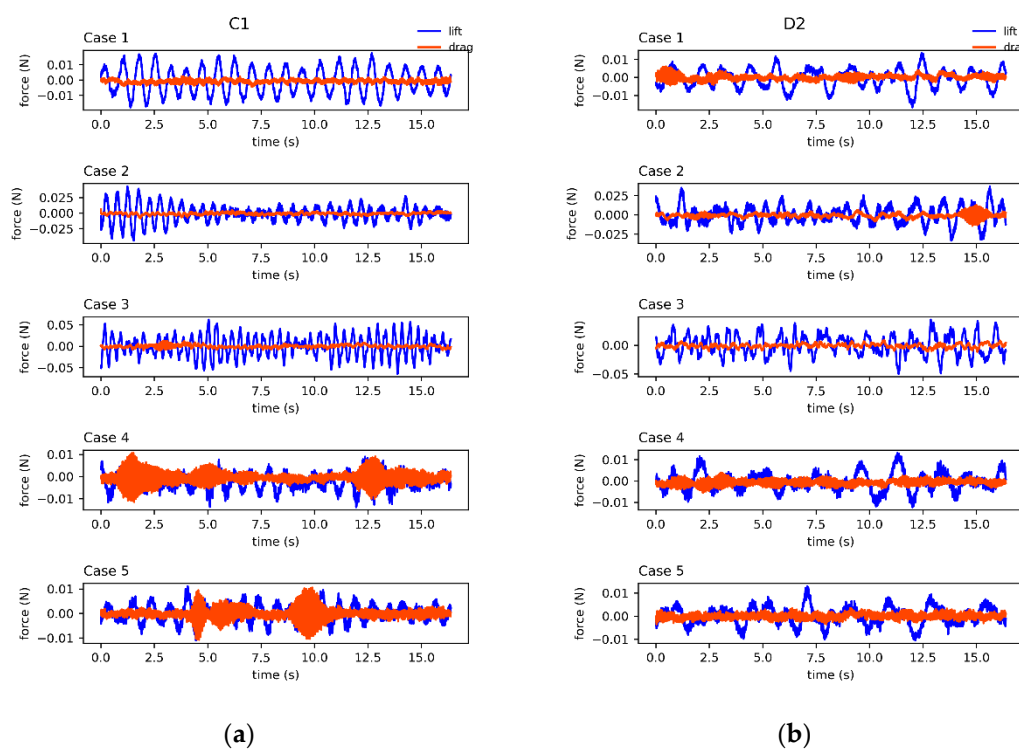 C1
lift
drag
Case 1
0.01
0.00
−0.01
force (N)
0.0 2.5 5.0 7.5 10.0 12.5 15.0
time (s)
Case 2
0.025
0.000
−0.025
force (N)
0.0 2.5 5.0 7.5 10.0 12.5 15.0
time (s)
Case 3
0.05
0.00
−0.05
force (N)
0.0 2.5 5.0 7.5 10.0 12.5 15.0
time (s)
Case 4
0.01
0.00
−0.01
force (N)
0.0 2.5 5.0 7.5 10.0 12.5 15.0
time (s)
Case 5
0.01
0.00
−0.01
force (N)
0.0 2.5 5.0 7.5 10.0 12.5 15.0
time (s)
(a)
D2
lift
drag
Case 1
0.01
0.00
−0.01
force (N)
0.0 2.5 5.0 7.5 10.0 12.5 15.0
time (s)
Case 2
0.025
0.000
−0.025
force (N)
0.0 2.5 5.0 7.5 10.0 12.5 15.0
time (s)
Case 3
0.00
−0.05
force (N)
0.0 2.5 5.0 7.5 10.0 12.5 15.0
time (s)
Case 4
0.01
0.00
−0.01
force (N)
0.0 2.5 5.0 7.5 10.0 12.5 15.0
time (s)
Case 5
0.01
0.00
−0.01
force (N)
0.0 2.5 5.0 7.5 10.0 12.5 15.0
time (s)
(b)